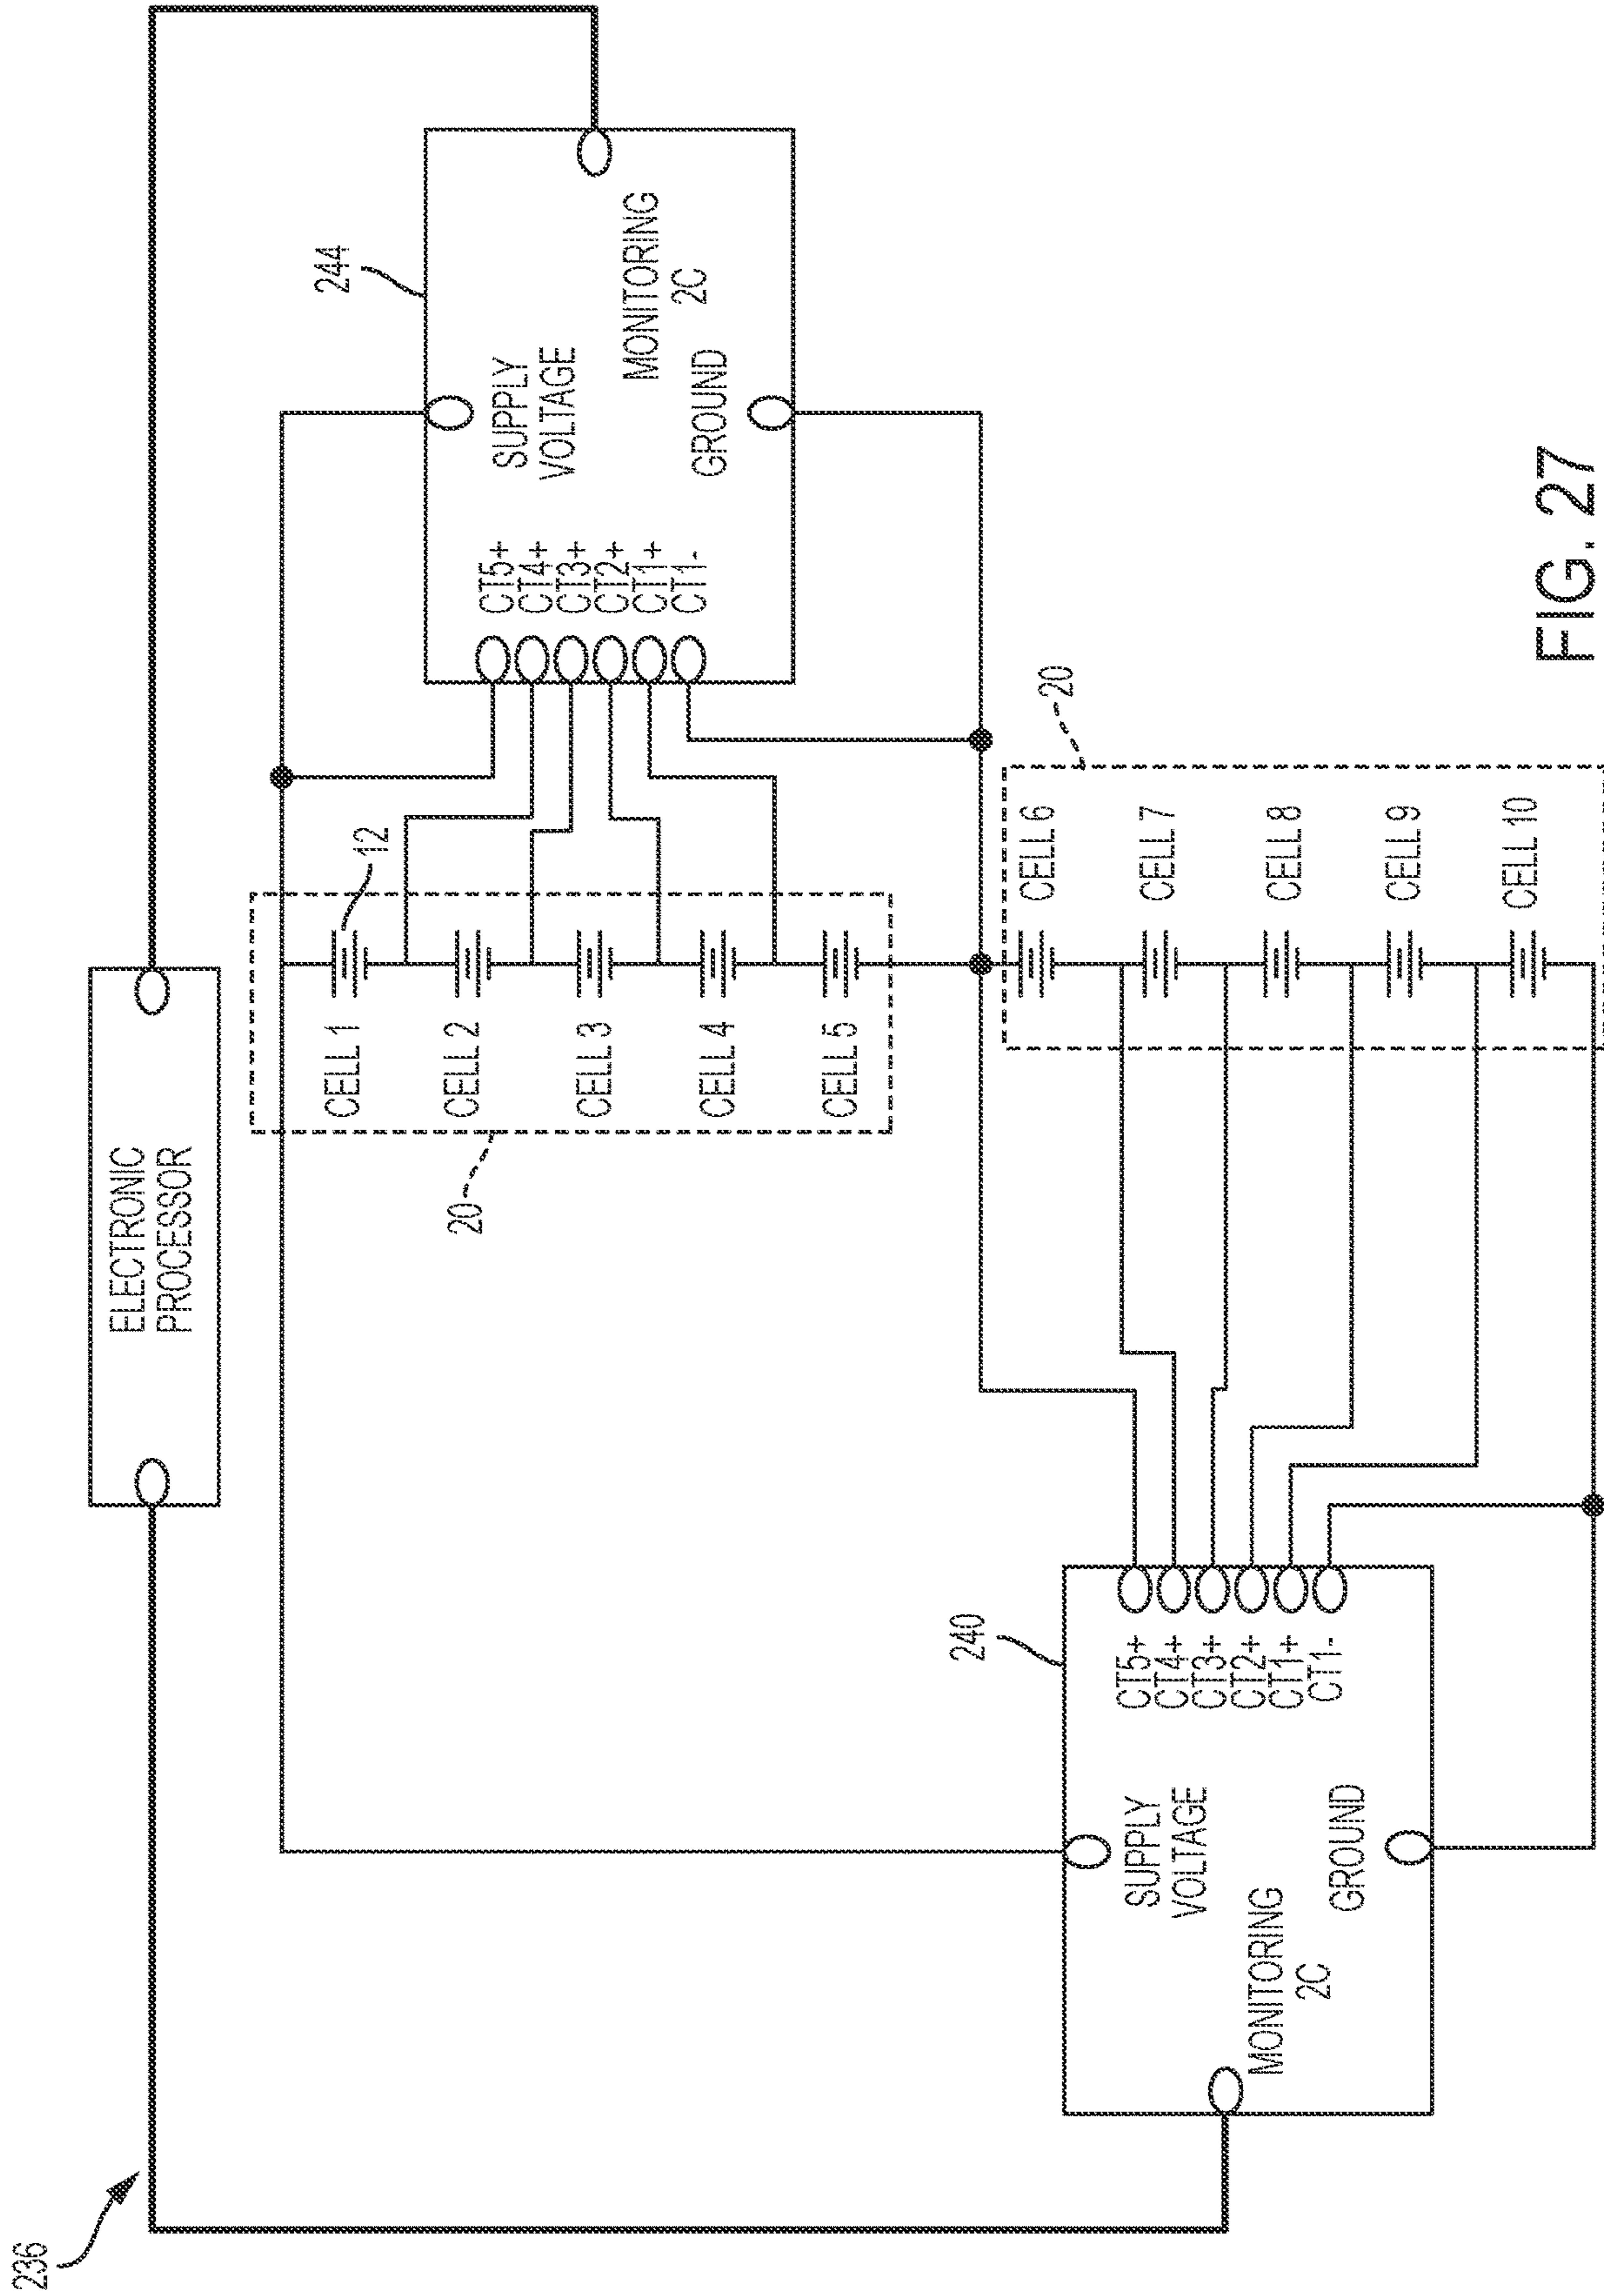 236
ELECTRONIC
PROCESSOR
244
SUPPLY
VOLTAGE
MONITORING
2C
GROUND
CT5+
CT4+
CT3+
CT2+
CT1+
CT1-
12
CELL 1
CELL 2
CELL 3
CELL 4
CELL 5
20
20
CELL 6
CELL 7
CELL 8
CELL 9
CELL 10
240
CT5+
CT4+
CT3+
CT2+
CT1+
CT1-
SUPPLY
VOLTAGE
MONITORING
2C
GROUND
FIG. 27